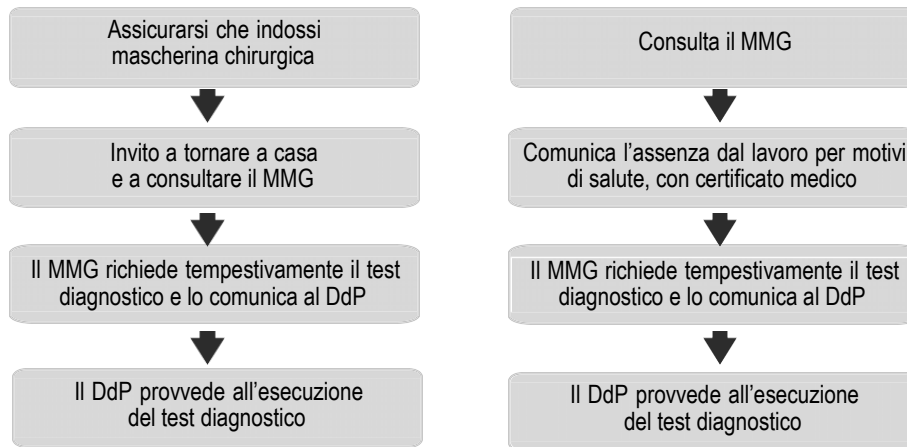 Assicurarsi che indossi
mascherina chirurgica
Invito a tornare a casa
e a consultare il MMG
Il MMG richiede tempestivamente il test
diagnostico e lo comunica al DdP
Il DdP provvede all'esecuzione
del test diagnostico
Consulta il MMG
Comunica l'assenza dal lavoro per motivi
di salute, con certificato medico
Il MMG richiede tempestivamente il test
diagnostico e lo comunica al DdP
Il DdP provvede all'esecuzione
del test diagnostico